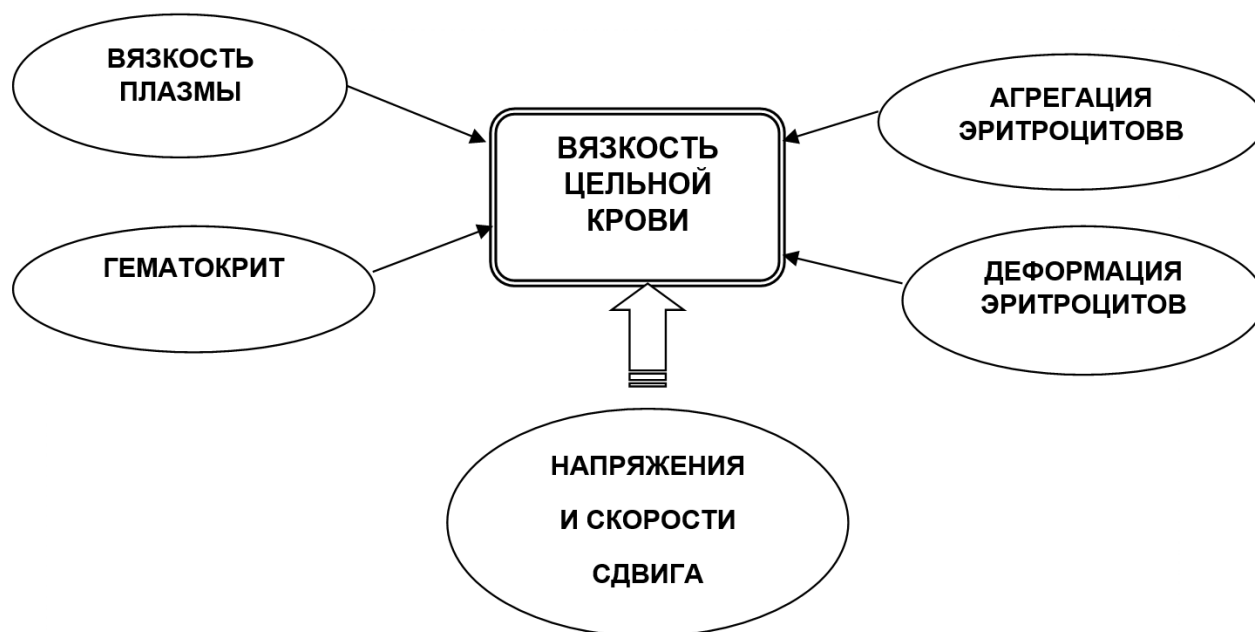 ВЯЗКОСТЬ
ПЛАЗМЫ
ГЕМАТОКРИТ
ВЯЗКОСТЬ
ЦЕЛЬНОЙ
КРОВИ
АГРЕГАЦИЯ
ЭРИТРОЦИТОВВ
ДЕФОРМАЦИЯ
ЭРИТРОЦИТОВ
НАПРЯЖЕНИЯ
И СКОРОСТИ
СДВИГА